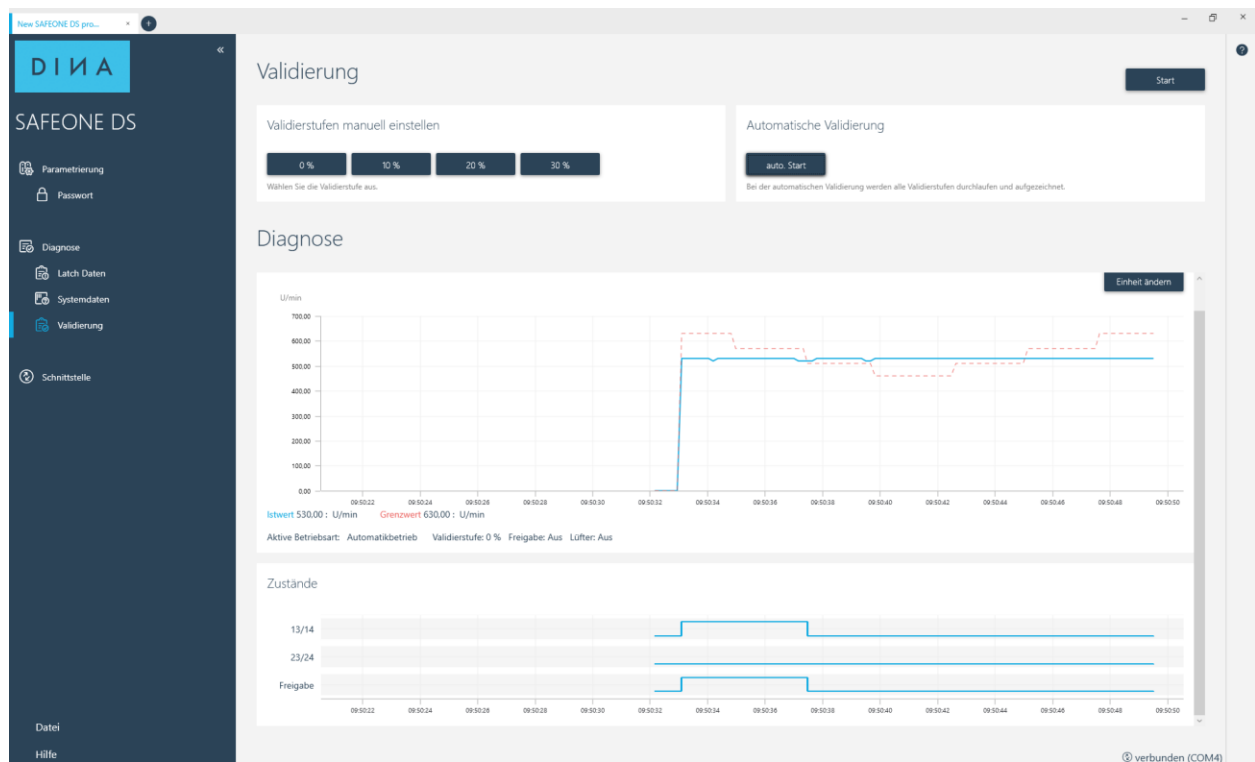 New SAFEONE DS pro...
DINA
SAFEONE DS
Parametrierung
Passwort
Diagnose
Latch Daten
Systemdaten
Validierung
Schnittstelle
Datei
Hilfe
Validierung
Start
Validierstufen manuell einstellen
0 % 10 % 20 % 30 %
Wählen Sie die Validierstufe aus.
Automatische Validierung
auto. Start
Bei der automatischen Validierung werden alle Validierstufen durchlaufen und aufgezeichnet.
Diagnose
Einheit ändern
U/min
700,00
600,00
500,00
400,00
300,00
200,00
100,00
0,00
09:50:22 09:50:24 09:50:26 09:50:28 09:50:30 09:50:32 09:50:34 09:50:36 09:50:38 09:50:40 09:50:42 09:50:44 09:50:46 09:50:48 09:50:50
Istwert 530,00 : U/min Grenzwert 630,00 : U/min
Aktive Betriebsart: Automatikbetrieb Validierstufe: 0 % Freigabe: Aus Lüfter: Aus
Zustände
13/14
23/24
Freigabe
09:50:22 09:50:24 09:50:26 09:50:28 09:50:30 09:50:32 09:50:34 09:50:36 09:50:38 09:50:40 09:50:42 09:50:44 09:50:46 09:50:48 09:50:50
verbunden (COM4)